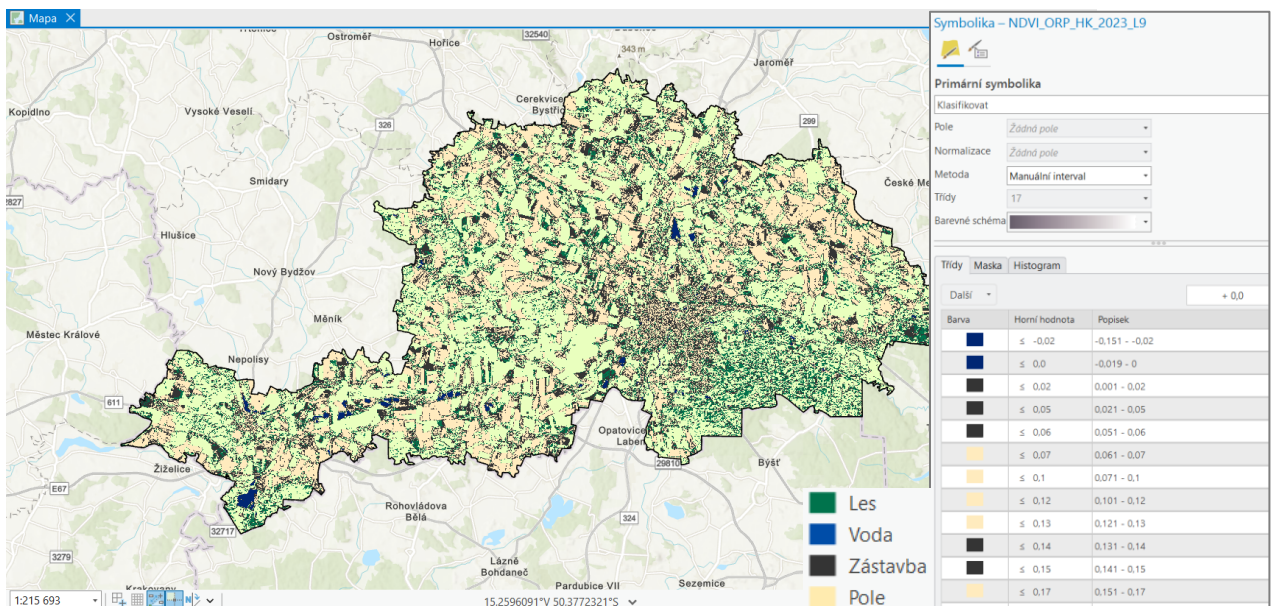 Mapa
Ostroměř
Hořice
32540
343 m
Jaroměř
Kopidlno
Vysoké Veselí
Cerekvice
Bystřic
326
299
Smidary
České Me
Hlušice
Nový Bydžov
Měník
Městec Králové
Nepolisy
611
Opatovice
Laben
29810
Býšť
Žiželice
E67
Rohovládova
Bělá
324
32717
3279
Lázně
Bohdaneč
Pardubice VII
Sezemice
Krakovany
Les
Voda
Zástavba
Pole
1:215 693
15.2596091°V 50.3772321°S
Symbolika – NDVI_ORP_HK_2023_L9
Primární symbolika
Klasifikovat
Pole Žádná pole
Normalizace Žádná pole
Metoda Manuální interval
Třídy 17
Barevné schéma
Třídy Maska Histogram
Další + 0,0
Barva Horní hodnota Popisek
≤ -0,02 -0,151 - -0,02
≤ 0,0 -0.019 - 0
≤ 0,02 0,001 - 0,02
≤ 0,05 0,021 - 0,05
≤ 0,06 0,051 - 0,06
≤ 0,07 0,061 - 0,07
≤ 0,1 0,071 - 0,1
≤ 0,12 0,101 - 0,12
≤ 0,13 0,121 - 0,13
≤ 0,14 0,131 - 0,14
≤ 0,15 0,141 - 0,15
≤ 0,17 0,151 - 0,17